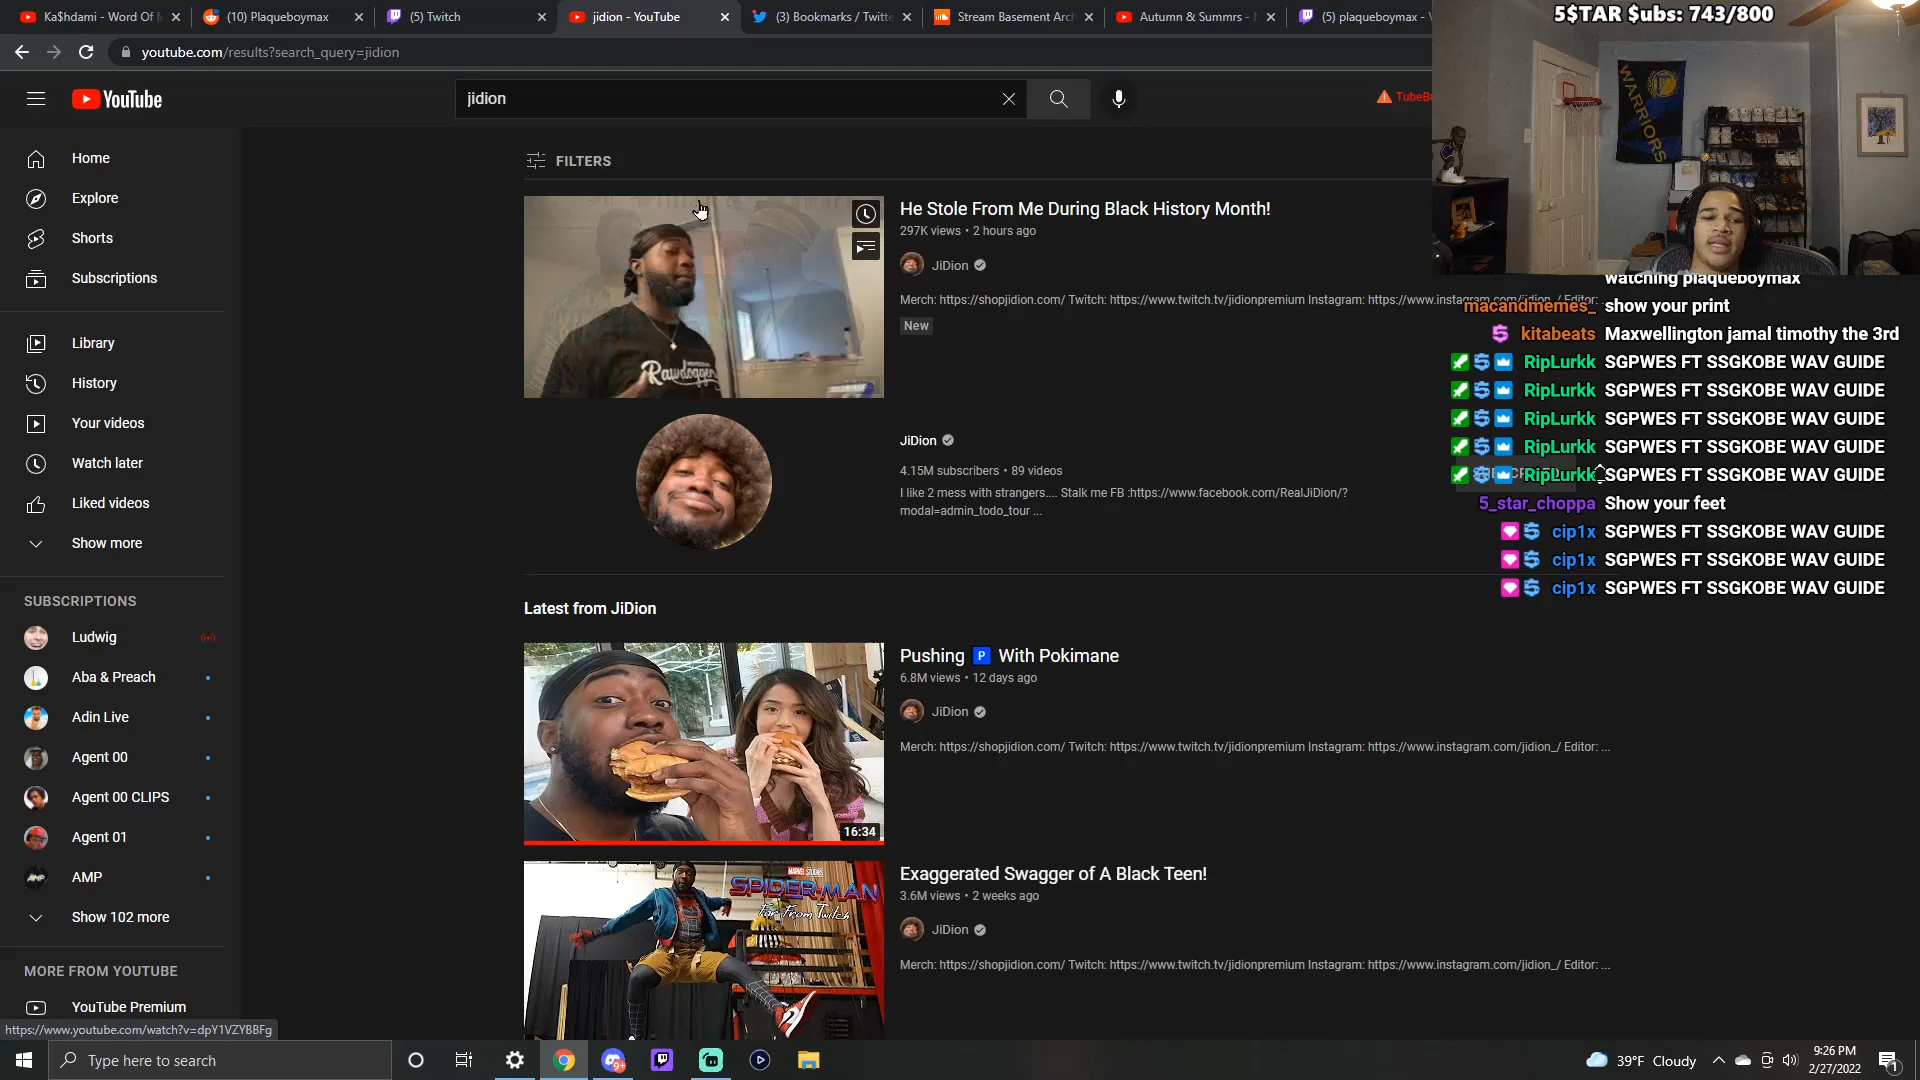 Ka$hdami - Word Of
(10) Plaqueboymax
(5) Twitch
jidion - YouTube
(3) Bookmarks / Twitte
Stream Basement Arc
Autumn & Summrs -
(5) plaqueboymax -
5$TAR $ubs: 743/800
youtube.com/results?search_query=jidion
YouTube
jidion
TubeBu
WARRIORS
Home
Explore
Shorts
Subscriptions
Library
History
Your videos
Watch later
Liked videos
Show more
SUBSCRIPTIONS
Ludwig
Aba & Preach
Adin Live
Agent 00
Agent 00 CLIPS
Agent 01
AMP
Show 102 more
MORE FROM YOUTUBE
YouTube Premium
https://www.youtube.com/watch?v=dpY1VZYBBFg
FILTERS
Rawdogger
He Stole From Me During Black History Month!
297K views • 2 hours ago
JiDion
Merch: https://shopjidion.com/ Twitch: https://www.twitch.tv/jidionpremium Instagram: https://www.instagram.com/jidion_/ Editor: ...
New
JiDion
4.15M subscribers • 89 videos
I like 2 mess with strangers.... Stalk me FB :https://www.facebook.com/RealJiDion/?
modal=admin_todo_tour ...
Latest from JiDion
16:34
Pushing P With Pokimane
6.8M views • 12 days ago
JiDion
Merch: https://shopjidion.com/ Twitch: https://www.twitch.tv/jidionpremium Instagram: https://www.instagram.com/jidion_/ Editor: ...
MARVEL STUDIOS
SPIDER-MAN
Far From Twitch
Exaggerated Swagger of A Black Teen!
3.6M views • 2 weeks ago
JiDion
Merch: https://shopjidion.com/ Twitch: https://www.twitch.tv/jidionpremium Instagram: https://www.instagram.com/jidion_/ Editor: ...
watching plaqueboymax
macandmemes_ show your print
kitabeats Maxwellington jamal timothy the 3rd
RipLurkk SGPWES FT SSGKOBE WAV GUIDE
RipLurkk SGPWES FT SSGKOBE WAV GUIDE
RipLurkk SGPWES FT SSGKOBE WAV GUIDE
RipLurkk SGPWES FT SSGKOBE WAV GUIDE
RipLurkk SGPWES FT SSGKOBE WAV GUIDE
5_star_choppa Show your feet
cip1x SGPWES FT SSGKOBE WAV GUIDE
cip1x SGPWES FT SSGKOBE WAV GUIDE
cip1x SGPWES FT SSGKOBE WAV GUIDE
Type here to search
9+
39°F Cloudy
9:26 PM
2/27/2022
1